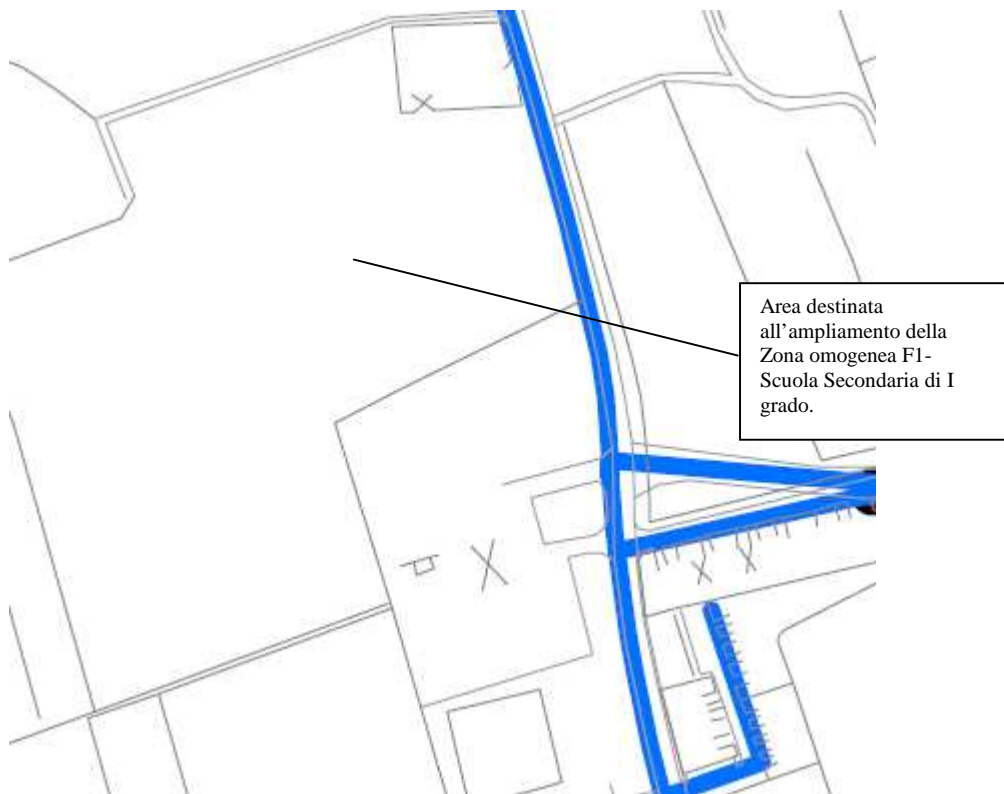 Area destinata
all’ampliamento della
Zona omogenea F1-
Scuola Secondaria di I
grado.